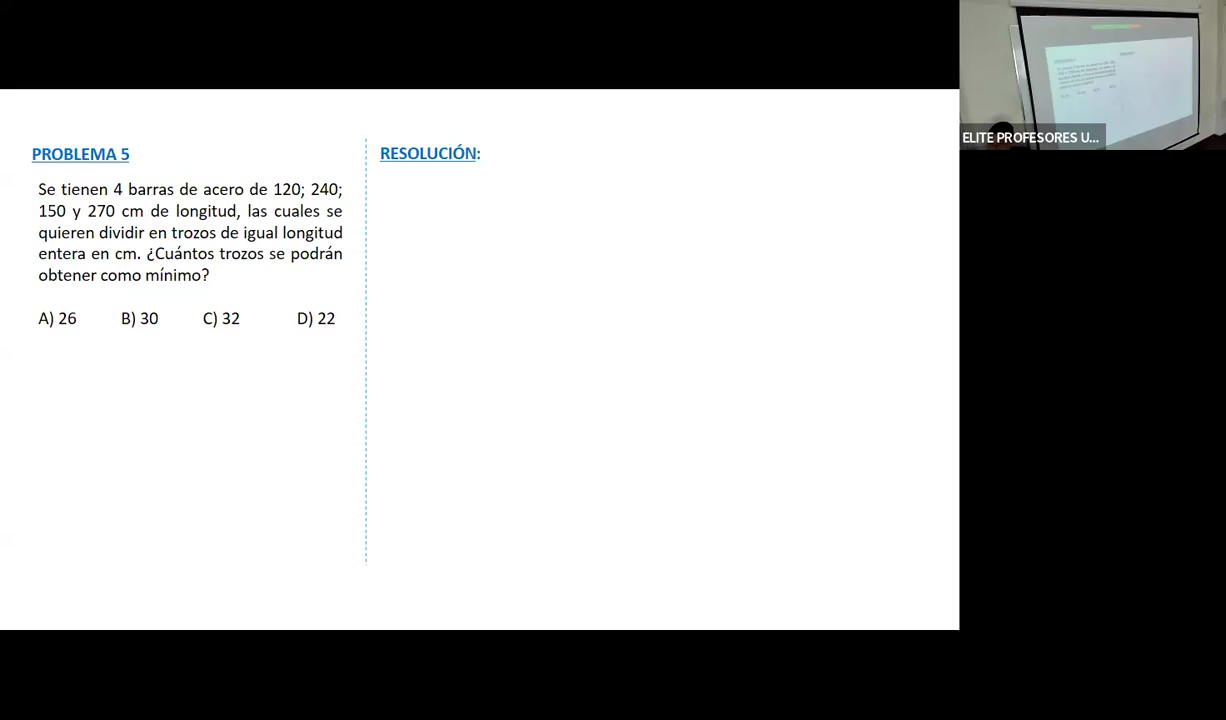 PROBLEMA 5
Se tienen 4 barras de acero de 120; 240;
150 y 270 cm de longitud, las cuales se
quieren dividir en trozos de igual longitud
entera en cm. ¿Cuántos trozos se podrán
obtener como mínimo?
A) 26 B) 30 C) 32 D) 22
RESOLUCIÓN:
ELITE PROFESORES U...